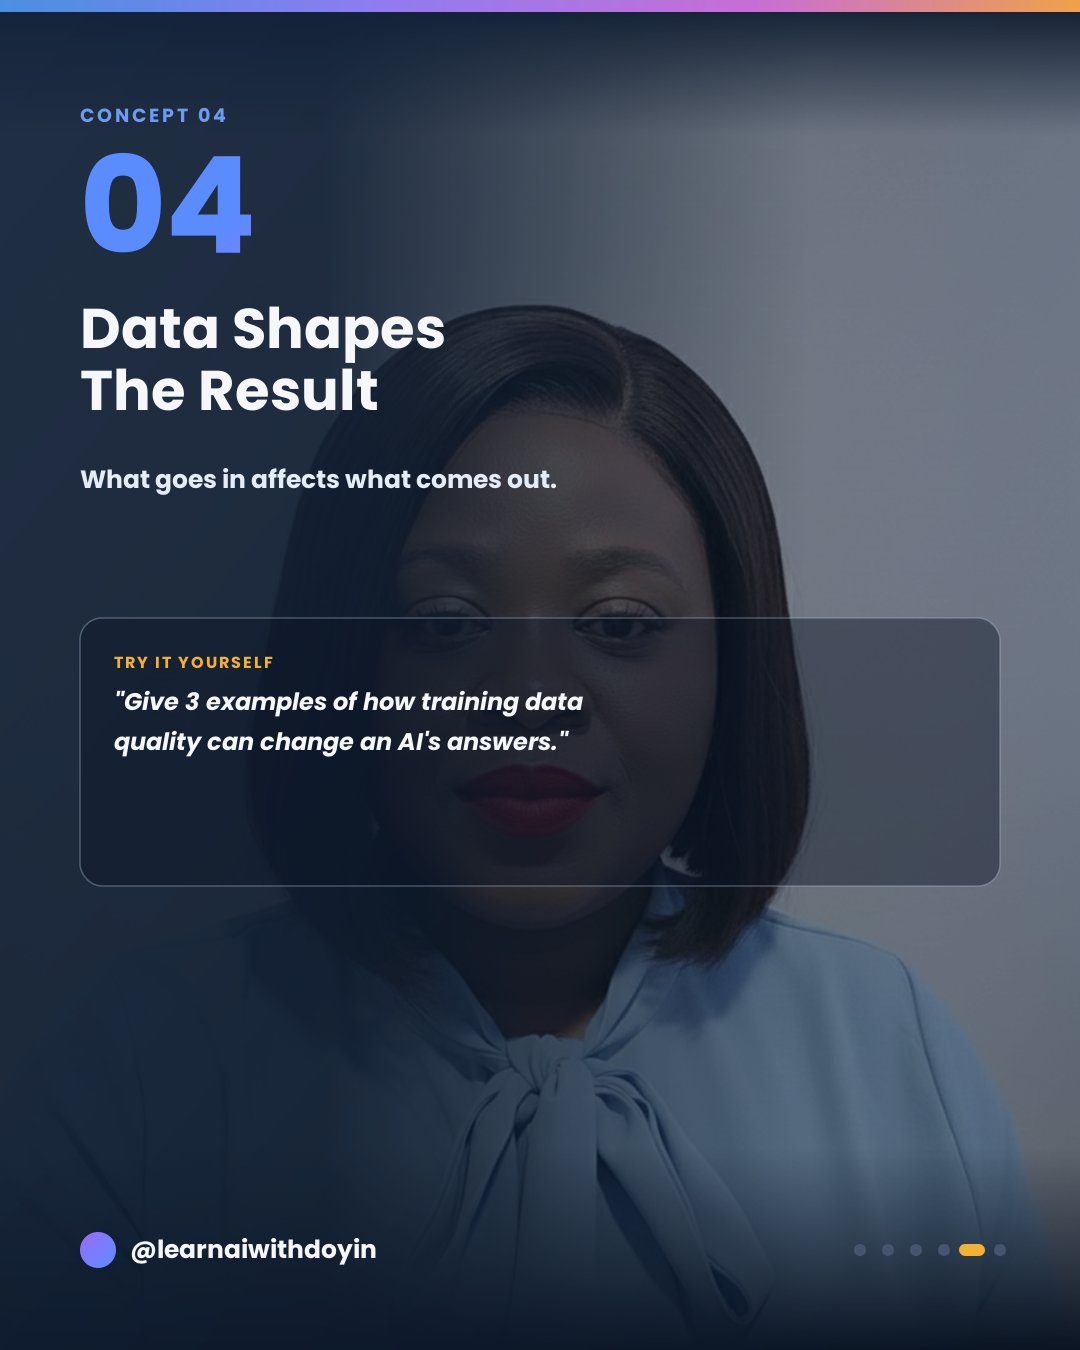 CONCEPT 04
04
Data Shapes
The Result
What goes in affects what comes out.
TRY IT YOURSELF
"Give 3 examples of how training data
quality can change an AI's answers."
@learnaiwithdoyin